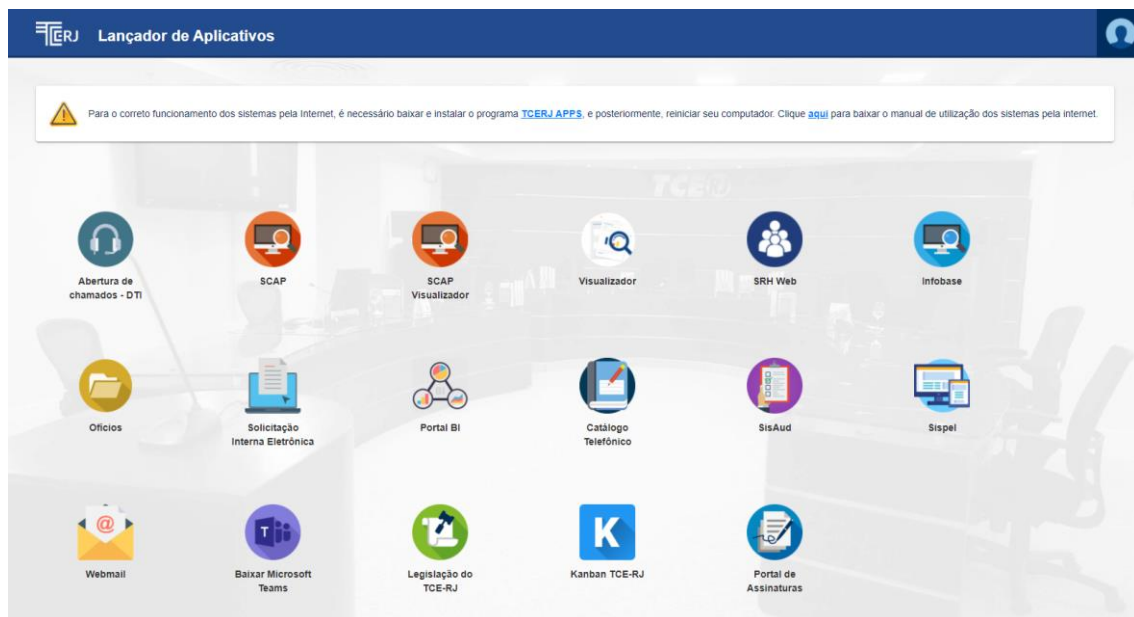 TCERJ Lançador de Aplicativos
Para o correto funcionamento dos sistemas pela Internet, é necessário baixar e instalar o programa TCERJ APPS, e posteriormente, reiniciar seu computador. Clique aqui para baixar o manual de utilização dos sistemas pela internet.
TCERJ
Abertura de
chamados - DTI
SCAP
SCAP
Visualizador
Visualizador
SRH Web
Infobase
Ofícios
Solicitação
Interna Eletrônica
Portal BI
Catálogo
Telefônico
SisAud
Sispel
@
Webmail
T
Baixar Microsoft
Teams
Legislação do
TCE-RJ
K
Kanban TCE-RJ
Portal de
Assinaturas